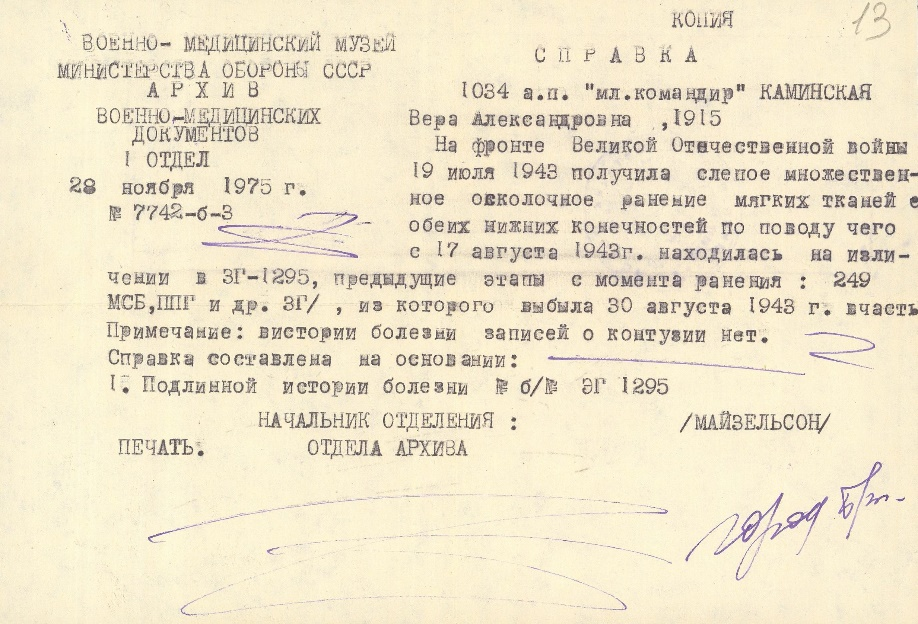 КОПИЯ
13
ВОЕННО-МЕДИЦИНСКИЙ МУЗЕЙ
МИНИСТЕРСТВА ОБОРОНЫ СССР
А Р Х И В
ВОЕННО-МЕДИЦИНСКИХ
ДОКУМЕНТОВ
I ОТДЕЛ
28 ноября 1975 г.
№ 7742-б-3
С П Р А В К А
1034 а.п. "мл.командир" КАМИНСКАЯ
Вера Александровна ,1915
На фронте Великой Отечественной войны
19 июля 1943 получила слепое множествен-
ное осколочное ранение мягких тканей
обеих нижних конечностей по поводу чего
с 17 августа 1943г. находилась на изли-
чении в ЗГ-1295, предыдущие этапы с момента ранения : 249
МСБ,ППГ и др. ЗГ/ , из которого выбыла 30 августа 1943 г. вчасть
Примечание: вистории болезни записей о контузии нет.
Справка составлена на основании:
I. Подлинной истории болезни № б/№ ЭГ 1295
НАЧАЛЬНИК ОТДЕЛЕНИЯ : /МАЙЗЕЛЬСОН/
ПЕЧАТЬ. ОТДЕЛА АРХИВА